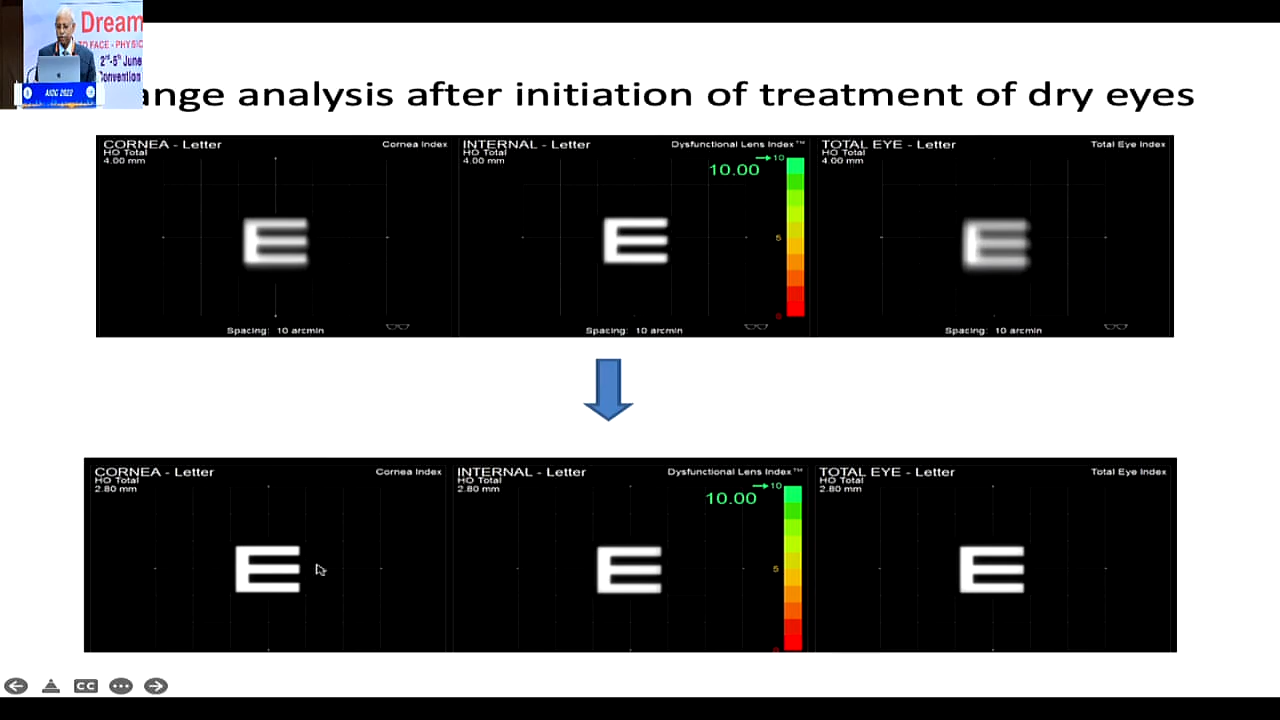 Dream
TO FACE - PHYSIC
2nd-5th June
Convention
AIOC 2022
ange analysis after initiation of treatment of dry eyes
CORNEA - Letter
Cornea Index
HO Total
4.00 mm
E
Spacing: 10 arcmin
INTERNAL - Letter
Dysfunctional Lens Index™
HO Total
4.00 mm
10.00
10
5
0
E
Spacing: 10 arcmin
TOTAL EYE - Letter
Total Eye Index
HO Total
4.00 mm
E
Spacing: 10 arcmin
CORNEA - Letter
Cornea Index
HO Total
2.80 mm
E
INTERNAL - Letter
Dysfunctional Lens Index™
HO Total
2.80 mm
10.00
10
5
E
TOTAL EYE - Letter
Total Eye Index
HO Total
2.80 mm
E
CC